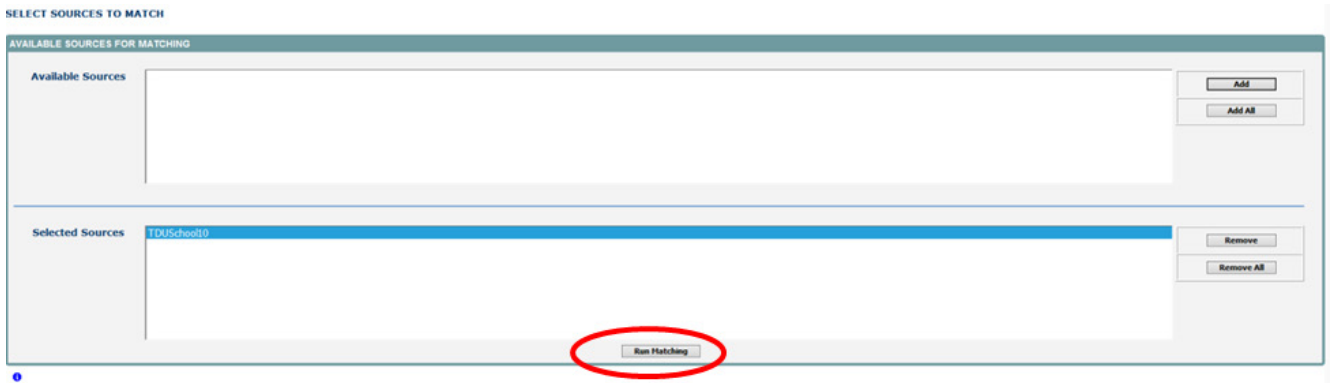 SELECT SOURCES TO MATCH
AVAILABLE SOURCES FOR MATCHING
Available Sources
Add
Add All
Selected Sources
TDUSchool10
Remove
Remove All
Run Matching